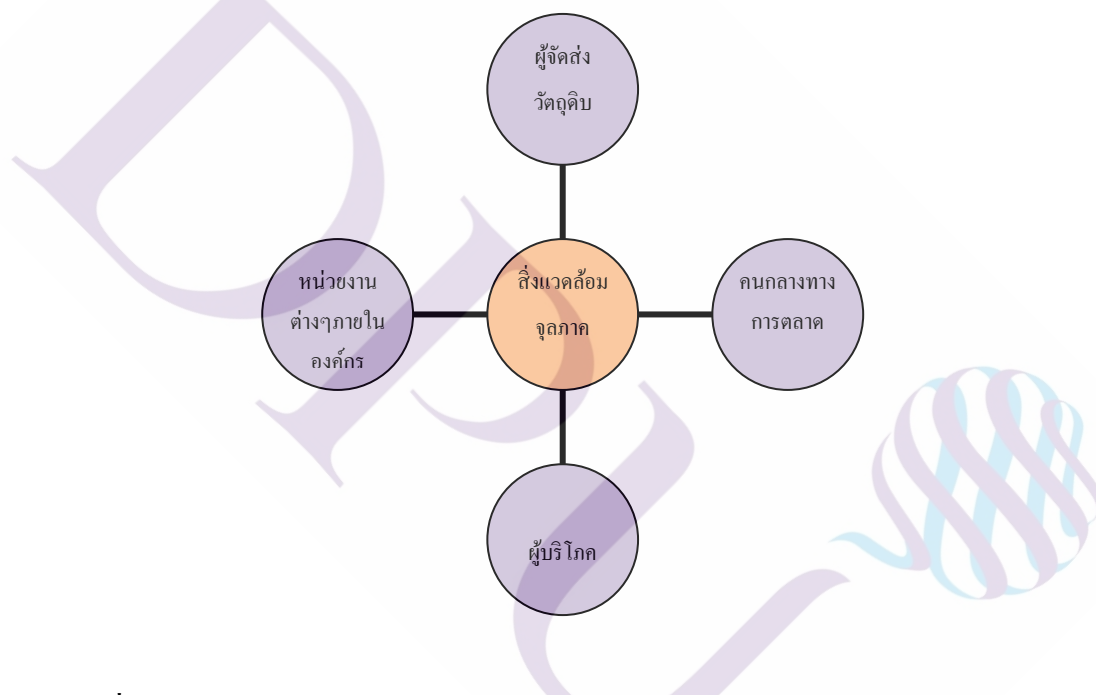 ผู้จัดส่ง
วัตถุดิบ
หน่วยงาน
ต่างๆภายใน
องค์กร
สิ่งแวดล้อม
จุลภาค
คนกลางทาง
การตลาด
ผู้บริโภค
DPU